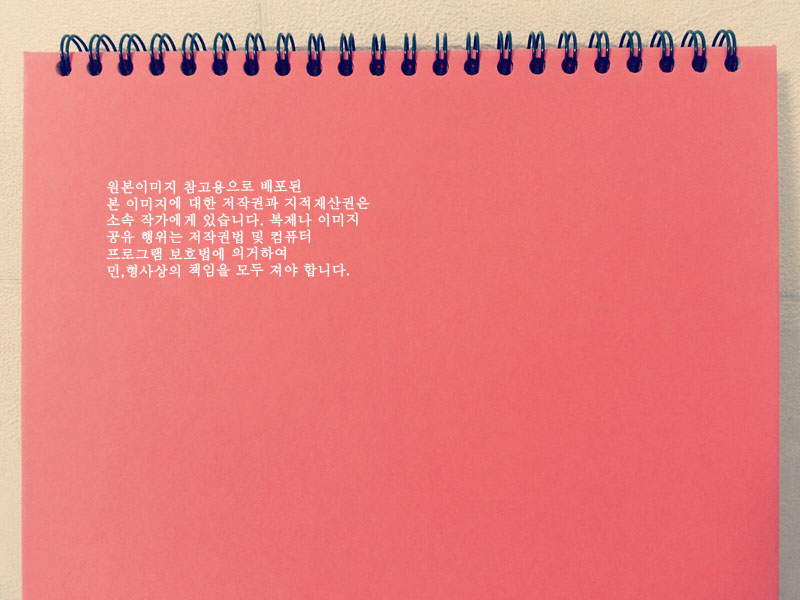 원본이미지 참고용으로 배포된
본 이미지에 대한 저작권과 지적재산권은
소속 작가에게 있습니다. 복제나 이미지
공유 행위는 저작권법 및 컴퓨터
프로그램 보호법에 의거하여
민,형사상의 책임을 모두 져야 합니다.